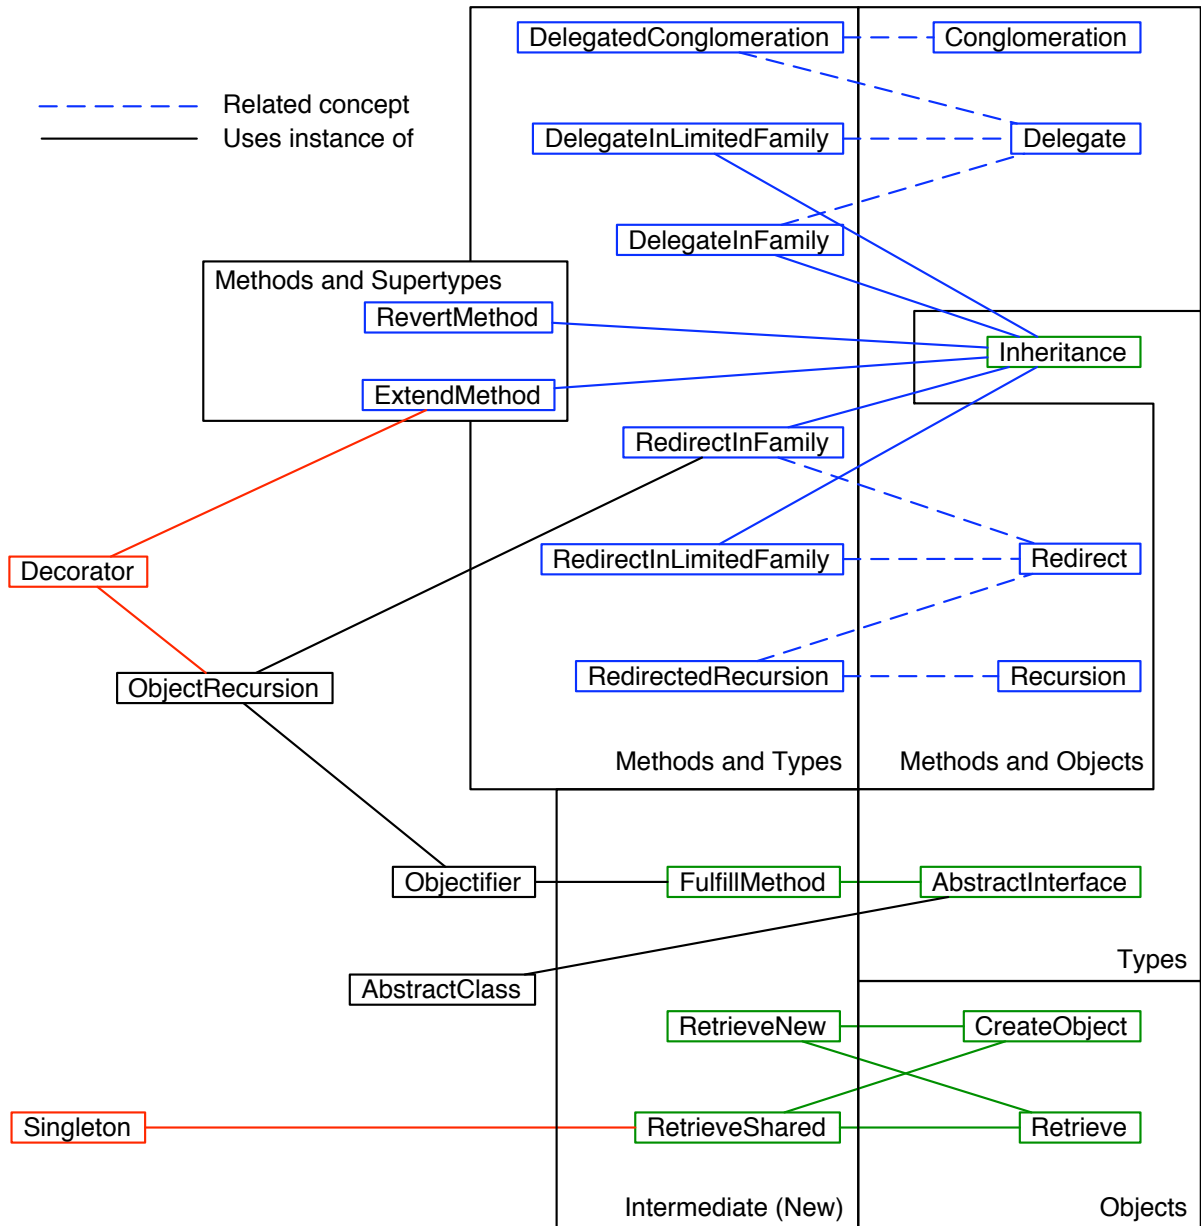 DelegatedConglomeration
Conglomeration
Related concept
Uses instance of
DelegateInLimitedFamily
Delegate
DelegateInFamily
Methods and Supertypes
RevertMethod
Inheritance
ExtendMethod
RedirectInFamily
Decorator
RedirectInLimitedFamily
Redirect
ObjectRecursion
RedirectedRecursion
Recursion
Methods and Types
Methods and Objects
Objectifier
FulfillMethod
AbstractInterface
Types
AbstractClass
RetrieveNew
CreateObject
Singleton
RetrieveShared
Retrieve
Intermediate (New)
Objects